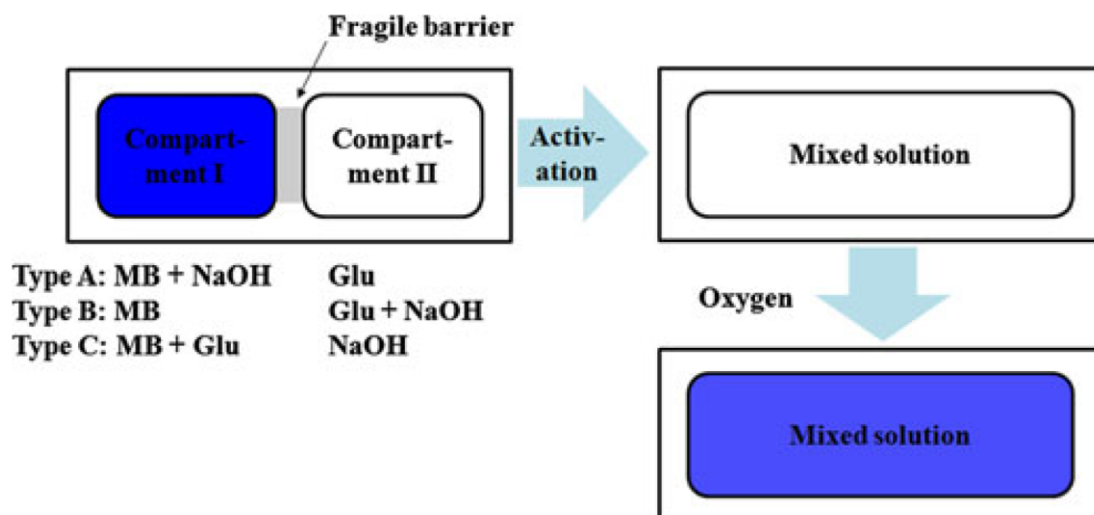 Fragile barrier
Compart-
ment I
Compart-
ment II
Activ-
ation
Mixed solution
Type A: MB + NaOH Glu
Type B: MB Glu + NaOH
Type C: MB + Glu NaOH
Oxygen
Mixed solution